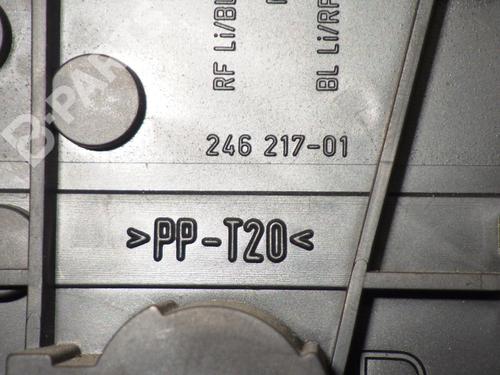 RF Li/BL
BL Li/RF
246 217-01
>PP-T20<
B-PARTS